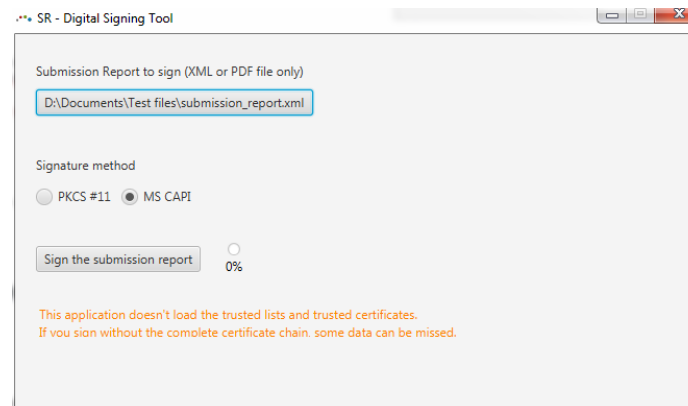 SR - Digital Signing Tool
Submission Report to sign (XML or PDF file only)
D:\Documents\Test files\submission_report.xml
Signature method
PKCS #11 MS CAPI
Sign the submission report
0%
This application doesn't load the trusted lists and trusted certificates.
If you sign without the complete certificate chain, some data can be missed.